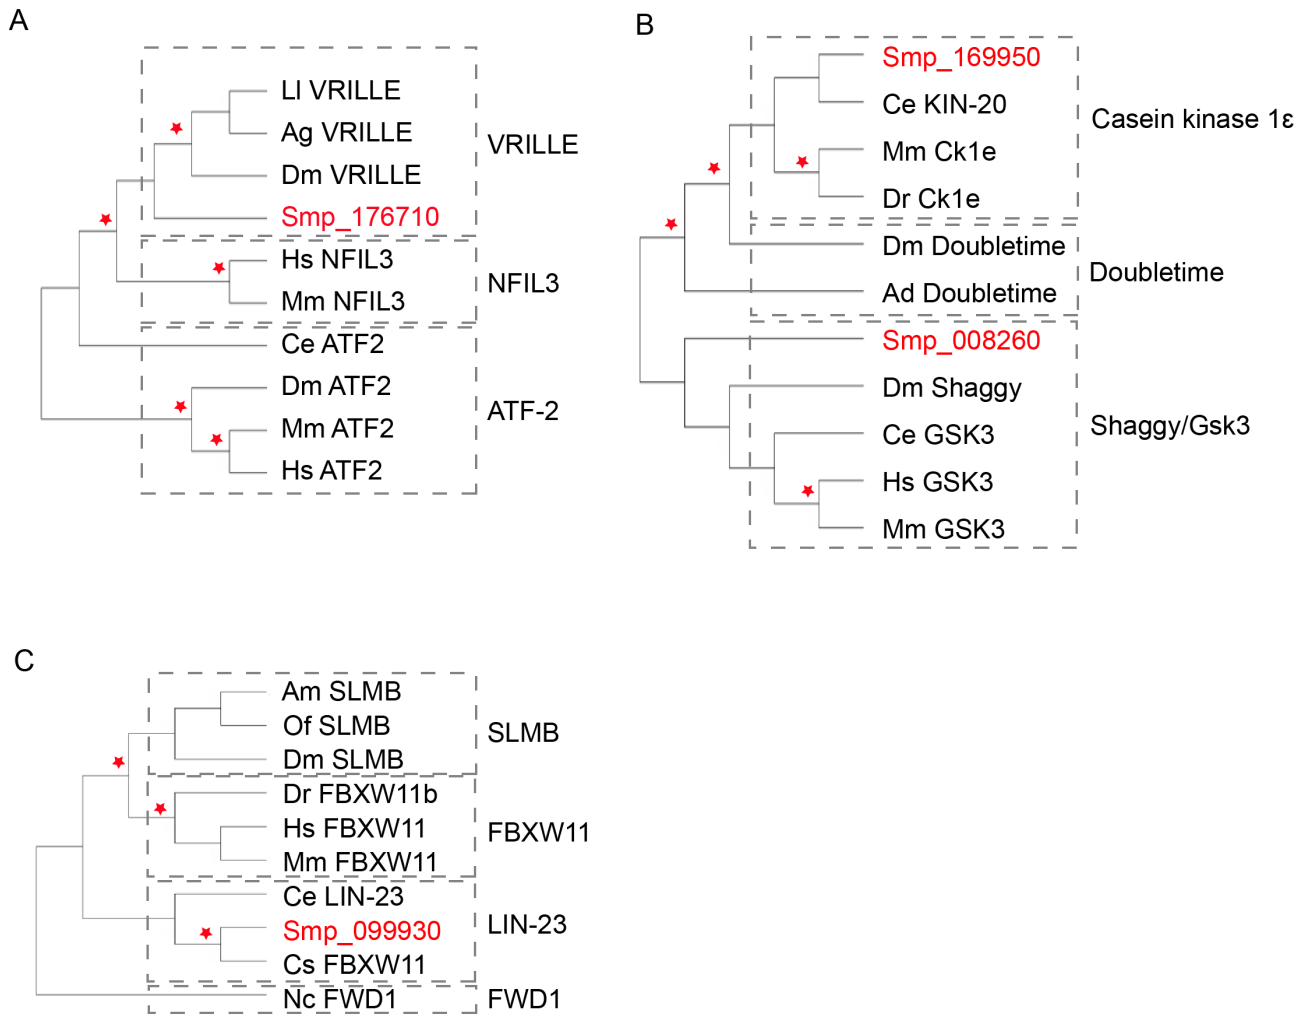 A
Ll VRILLE
Ag VRILLE
Dm VRILLE
Smp_176710
VRILLE
Hs NFIL3
Mm NFIL3
NFIL3
Ce ATF2
Dm ATF2
Mm ATF2
Hs ATF2
ATF-2
B
Smp_169950
Ce KIN-20
Mm Ck1e
Dr Ck1e
Casein kinase 1ε
Dm Doubletime
Ad Doubletime
Doubletime
Smp_008260
Dm Shaggy
Ce GSK3
Hs GSK3
Mm GSK3
Shaggy/Gsk3
C
Am SLMB
Of SLMB
Dm SLMB
SLMB
Dr FBXW11b
Hs FBXW11
Mm FBXW11
FBXW11
Ce LIN-23
Smp_099930
Cs FBXW11
LIN-23
Nc FWD1
FWD1